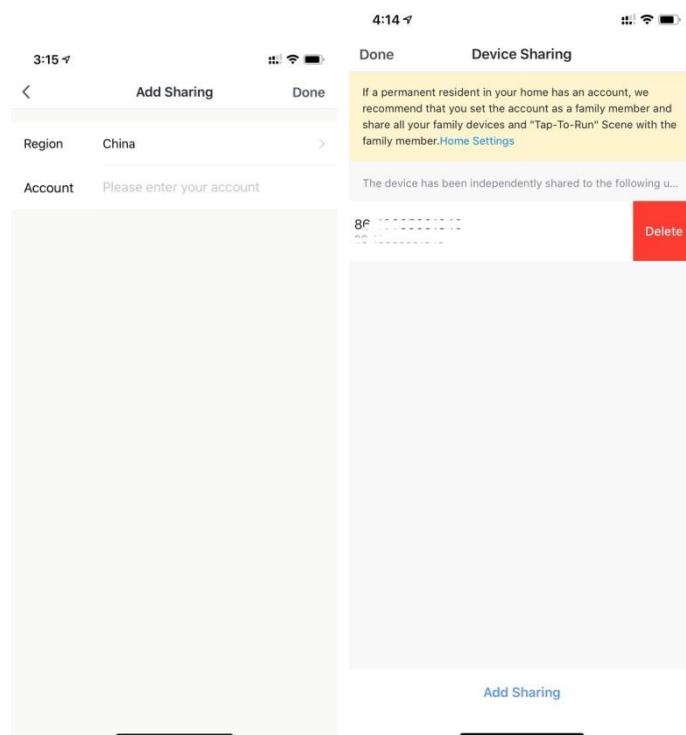 3:15
Add Sharing
Done
Region
China
Account
Please enter your account
4:14
Done
Device Sharing
If a permanent resident in your home has an account, we
recommend that you set the account as a family member and
share all your family devices and "Tap-To-Run" Scene with the
family member.Home Settings
The device has been independently shared to the following u...
Delete
Add Sharing